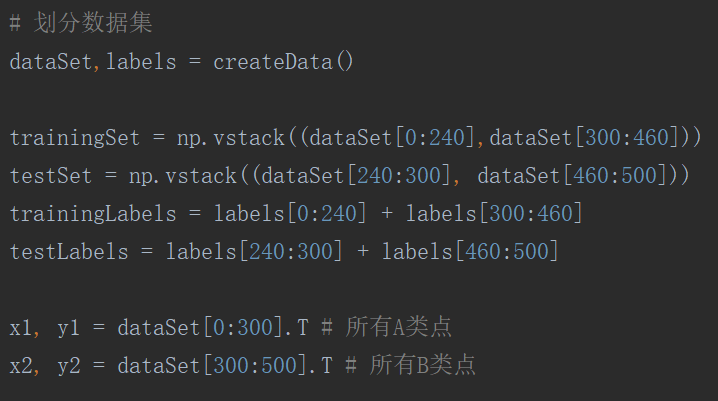 # 划分数据集
dataSet,labels = createData()
trainingSet = np.vstack((dataSet[0:240],dataSet[300:460]))
testSet = np.vstack((dataSet[240:300], dataSet[460:500]))
trainingLabels = labels[0:240] + labels[300:460]
testLabels = labels[240:300] + labels[460:500]
x1, y1 = dataSet[0:300].T # 所有A类点
x2, y2 = dataSet[300:500].T # 所有B类点